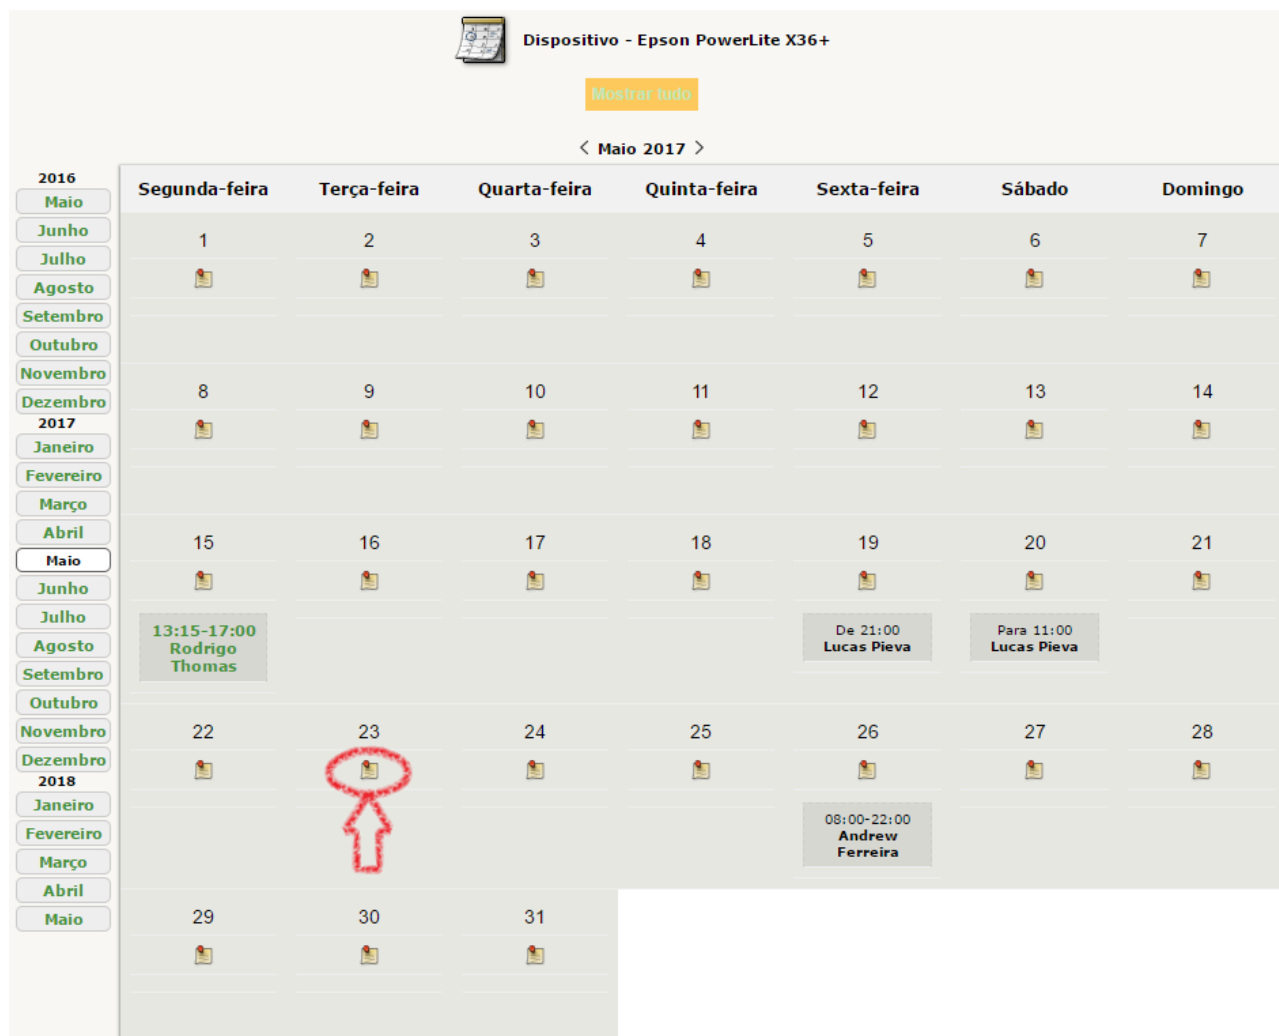 Dispositivo - Epson PowerLite X36+
Mostrar tudo
< Maio 2017 >
2016
Maio
Junho
Julho
Agosto
Setembro
Outubro
Novembro
Dezembro
2017
Janeiro
Fevereiro
Março
Abril
Maio
Junho
Julho
Agosto
Setembro
Outubro
Novembro
Dezembro
2018
Janeiro
Fevereiro
Março
Abril
Maio
Segunda-feira Terça-feira Quarta-feira Quinta-feira Sexta-feira Sábado Domingo
1 2 3 4 5 6 7
8 9 10 11 12 13 14
15 16 17 18 19 20 21
13:15-17:00
Rodrigo
Thomas
De 21:00
Lucas Pieva
Para 11:00
Lucas Pieva
22 23 24 25 26 27 28
08:00-22:00
Andrew
Ferreira
29 30 31